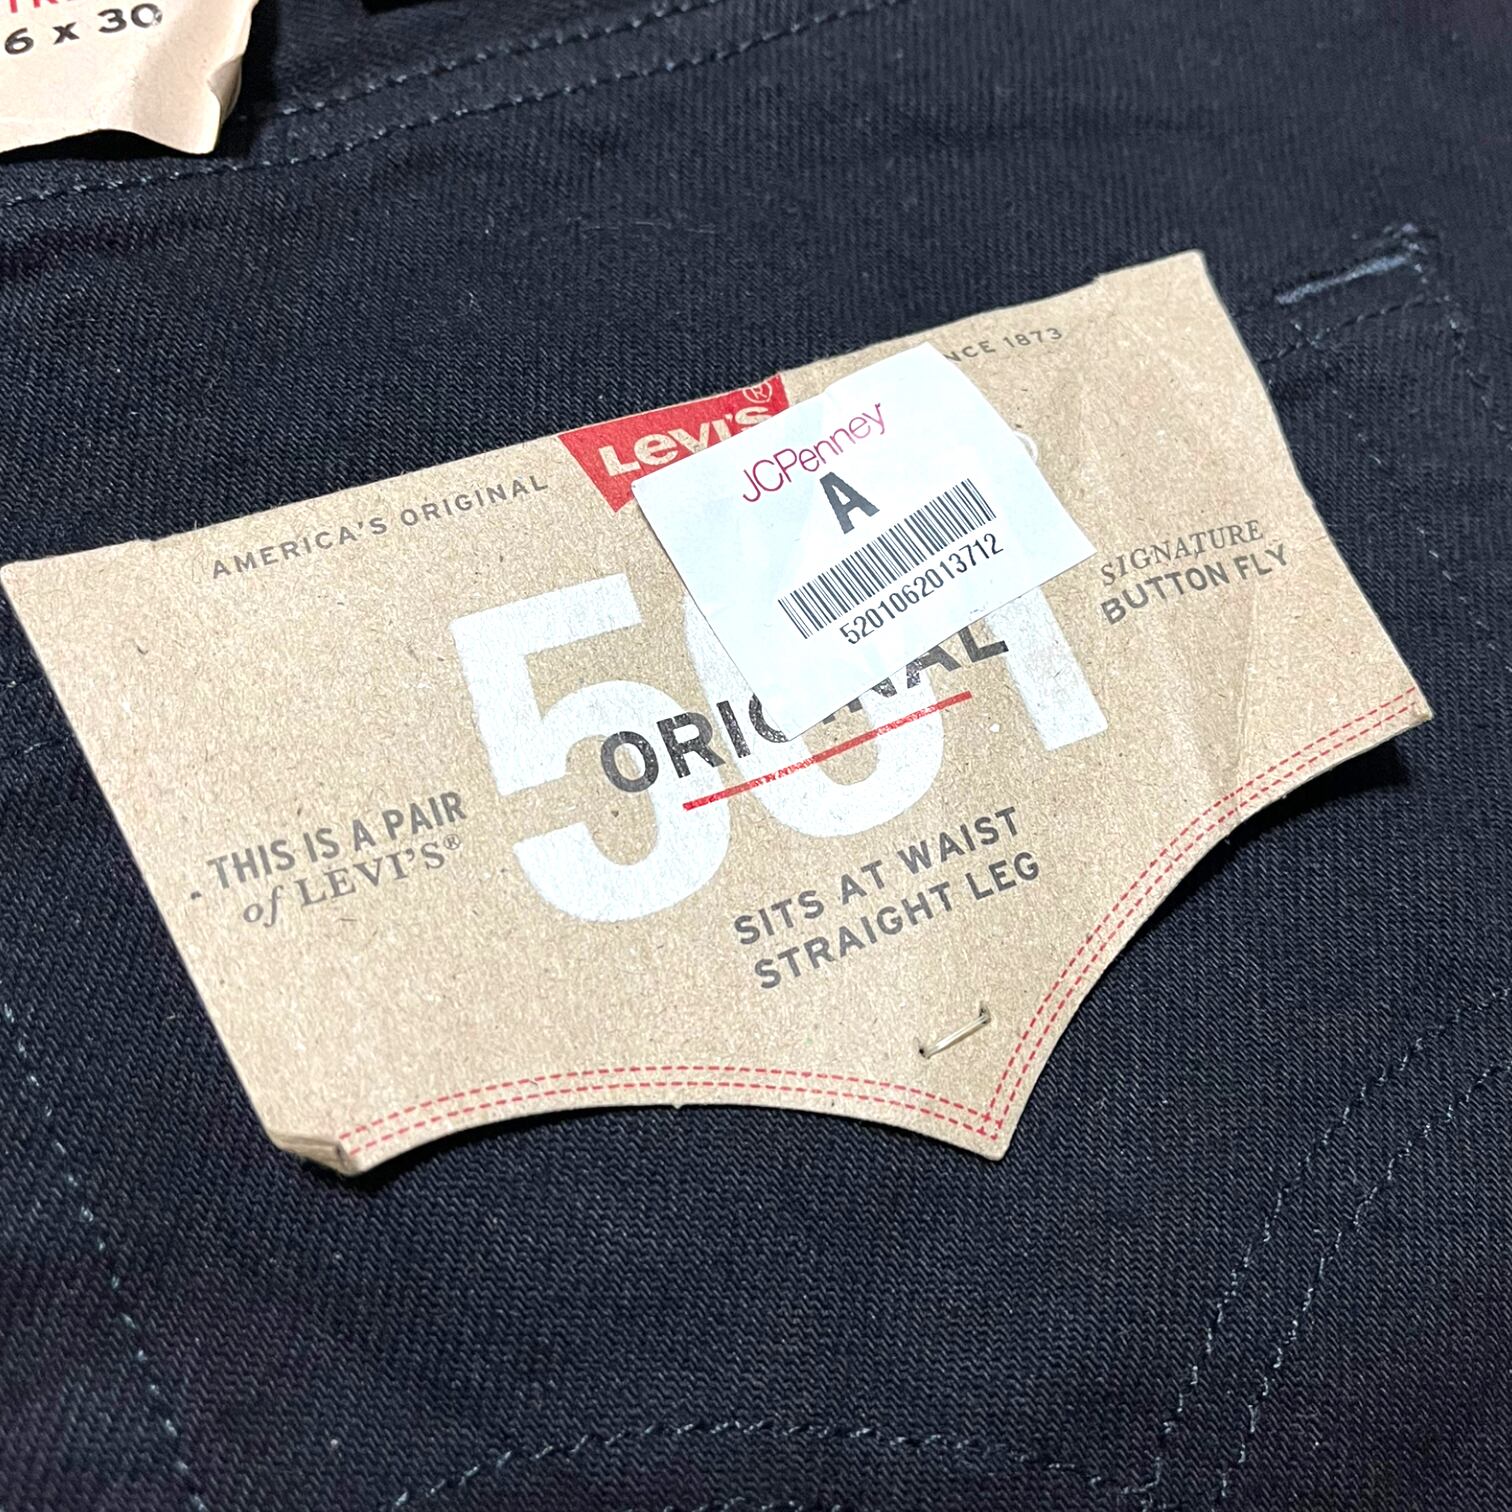 6 x 30
AMERICA'S ORIGINAL
LEVI'S®
NCE 1873
JCPenney
A
5201062013712
501
ORIGINAL
SIGNATURE
BUTTON FLY
- THIS IS A PAIR
of LEVI'S®
SITS AT WAIST
STRAIGHT LEG